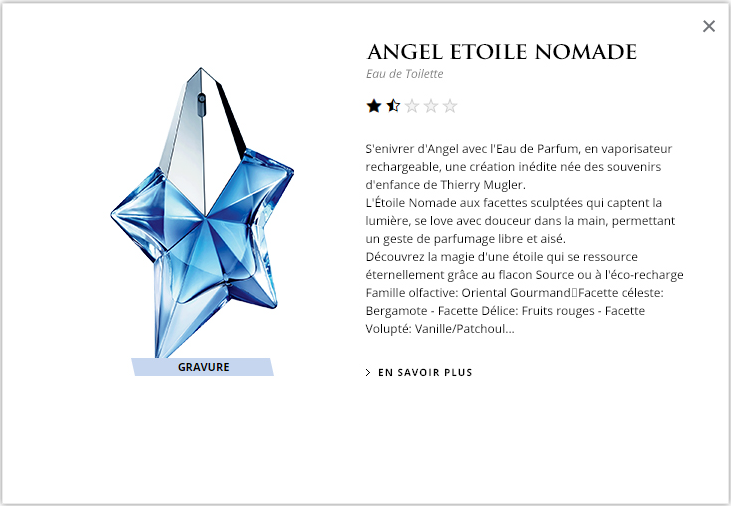 ANGEL ETOILE NOMADE
Eau de Toilette
S'enivrer d'Angel avec l'Eau de Parfum, en vaporisateur
rechargeable, une création inédite née des souvenirs
d'enfance de Thierry Mugler.
L'Étoile Nomade aux facettes sculptées qui captent la
lumière, se love avec douceur dans la main, permettant
un geste de parfumage libre et aisé.
Découvrez la magie d'une étoile qui se ressource
éternellement grâce au flacon Source ou à l'éco-recharge
Famille olfactive: Oriental Gourmand▯Facette céleste:
Bergamote - Facette Délice: Fruits rouges - Facette
Volupté: Vanille/Patchoul...
GRAVURE
EN SAVOIR PLUS